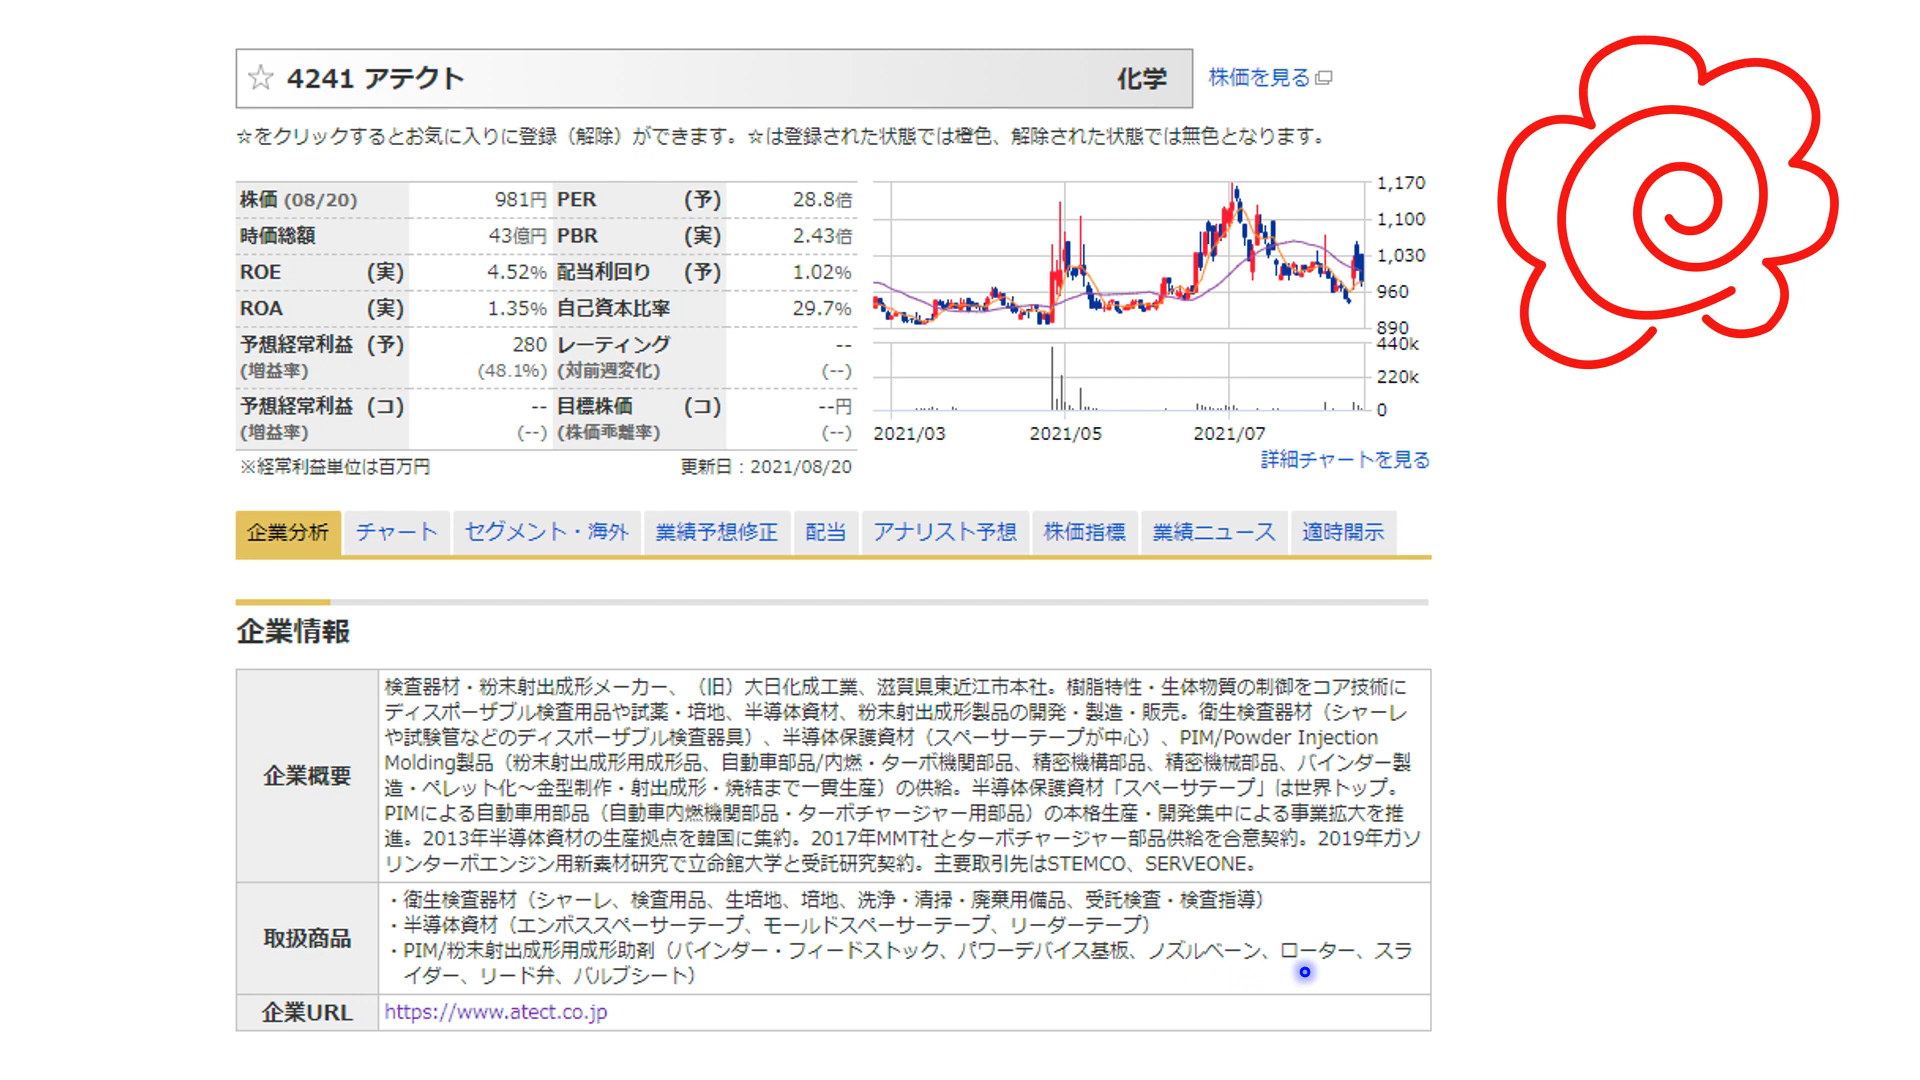 ☆ 4241 アテクト 化学 株価を見る
☆をクリックするとお気に入りに登録（解除）ができます。☆は登録された状態では橙色、解除された状態では無色となります。
株価 (08/20) 981円 PER (予) 28.8倍
時価総額 43億円 PBR (実) 2.43倍
ROE (実) 4.52% 配当利回り (予) 1.02%
ROA (実) 1.35% 自己資本比率 29.7%
予想経常利益 (予) 280 レーティング --
(増益率) (48.1%) (対前週変化) (--)
予想経常利益 (コ) -- 目標株価 (コ) --円
(増益率) (--) (株価乖離率) (--)
※経常利益単位は百万円 更新日：2021/08/20
1,170
1,100
1,030
960
890
440k
220k
0
2021/03 2021/05 2021/07
詳細チャートを見る
企業分析 チャート セグメント・海外 業績予想修正 配当 アナリスト予想 株価指標 業績ニュース 適時開示
企業情報
企業概要
検査器材・粉末射出成形メーカー、（旧）大日化成工業、滋賀県東近江市本社。樹脂特性・生体物質の制御をコア技術に
ディスポーザブル検査用品や試薬・培地、半導体資材、粉末射出成形製品の開発・製造・販売。衛生検査器材（シャーレ
や試験管などのディスポーザブル検査器具）、半導体保護資材（スペーサーテープが中心）、PIM/Powder Injection
Molding製品（粉末射出成形用成形品、自動車部品/内燃・ターボ機関部品、精密機構部品、精密機械部品、バインダー製
造・ペレット化～金型制作・射出成形・焼結まで一貫生産）の供給。半導体保護資材「スペーサテープ」は世界トップ。
PIMによる自動車用部品（自動車内燃機関部品・ターボチャージャー用部品）の本格生産・開発集中による事業拡大を推
進。2013年半導体資材の生産拠点を韓国に集約。2017年MMT社とターボチャージャー部品供給を合意契約。2019年ガソ
リンターボエンジン用新素材研究で立命館大学と受託研究契約。主要取引先はSTEMCO、SERVEONE。
取扱商品
・衛生検査器材（シャーレ、検査用品、生培地、培地、洗浄・清掃・廃棄用備品、受託検査・検査指導）
・半導体資材（エンボススペーサーテープ、モールドスペーサーテープ、リーダーテープ）
・PIM/粉末射出成形用成形助剤（バインダー・フィードストック、パワーデバイス基板、ノズルベーン、ローター、スラ
イダー、リード弁、バルブシート）
企業URL https://www.atect.co.jp